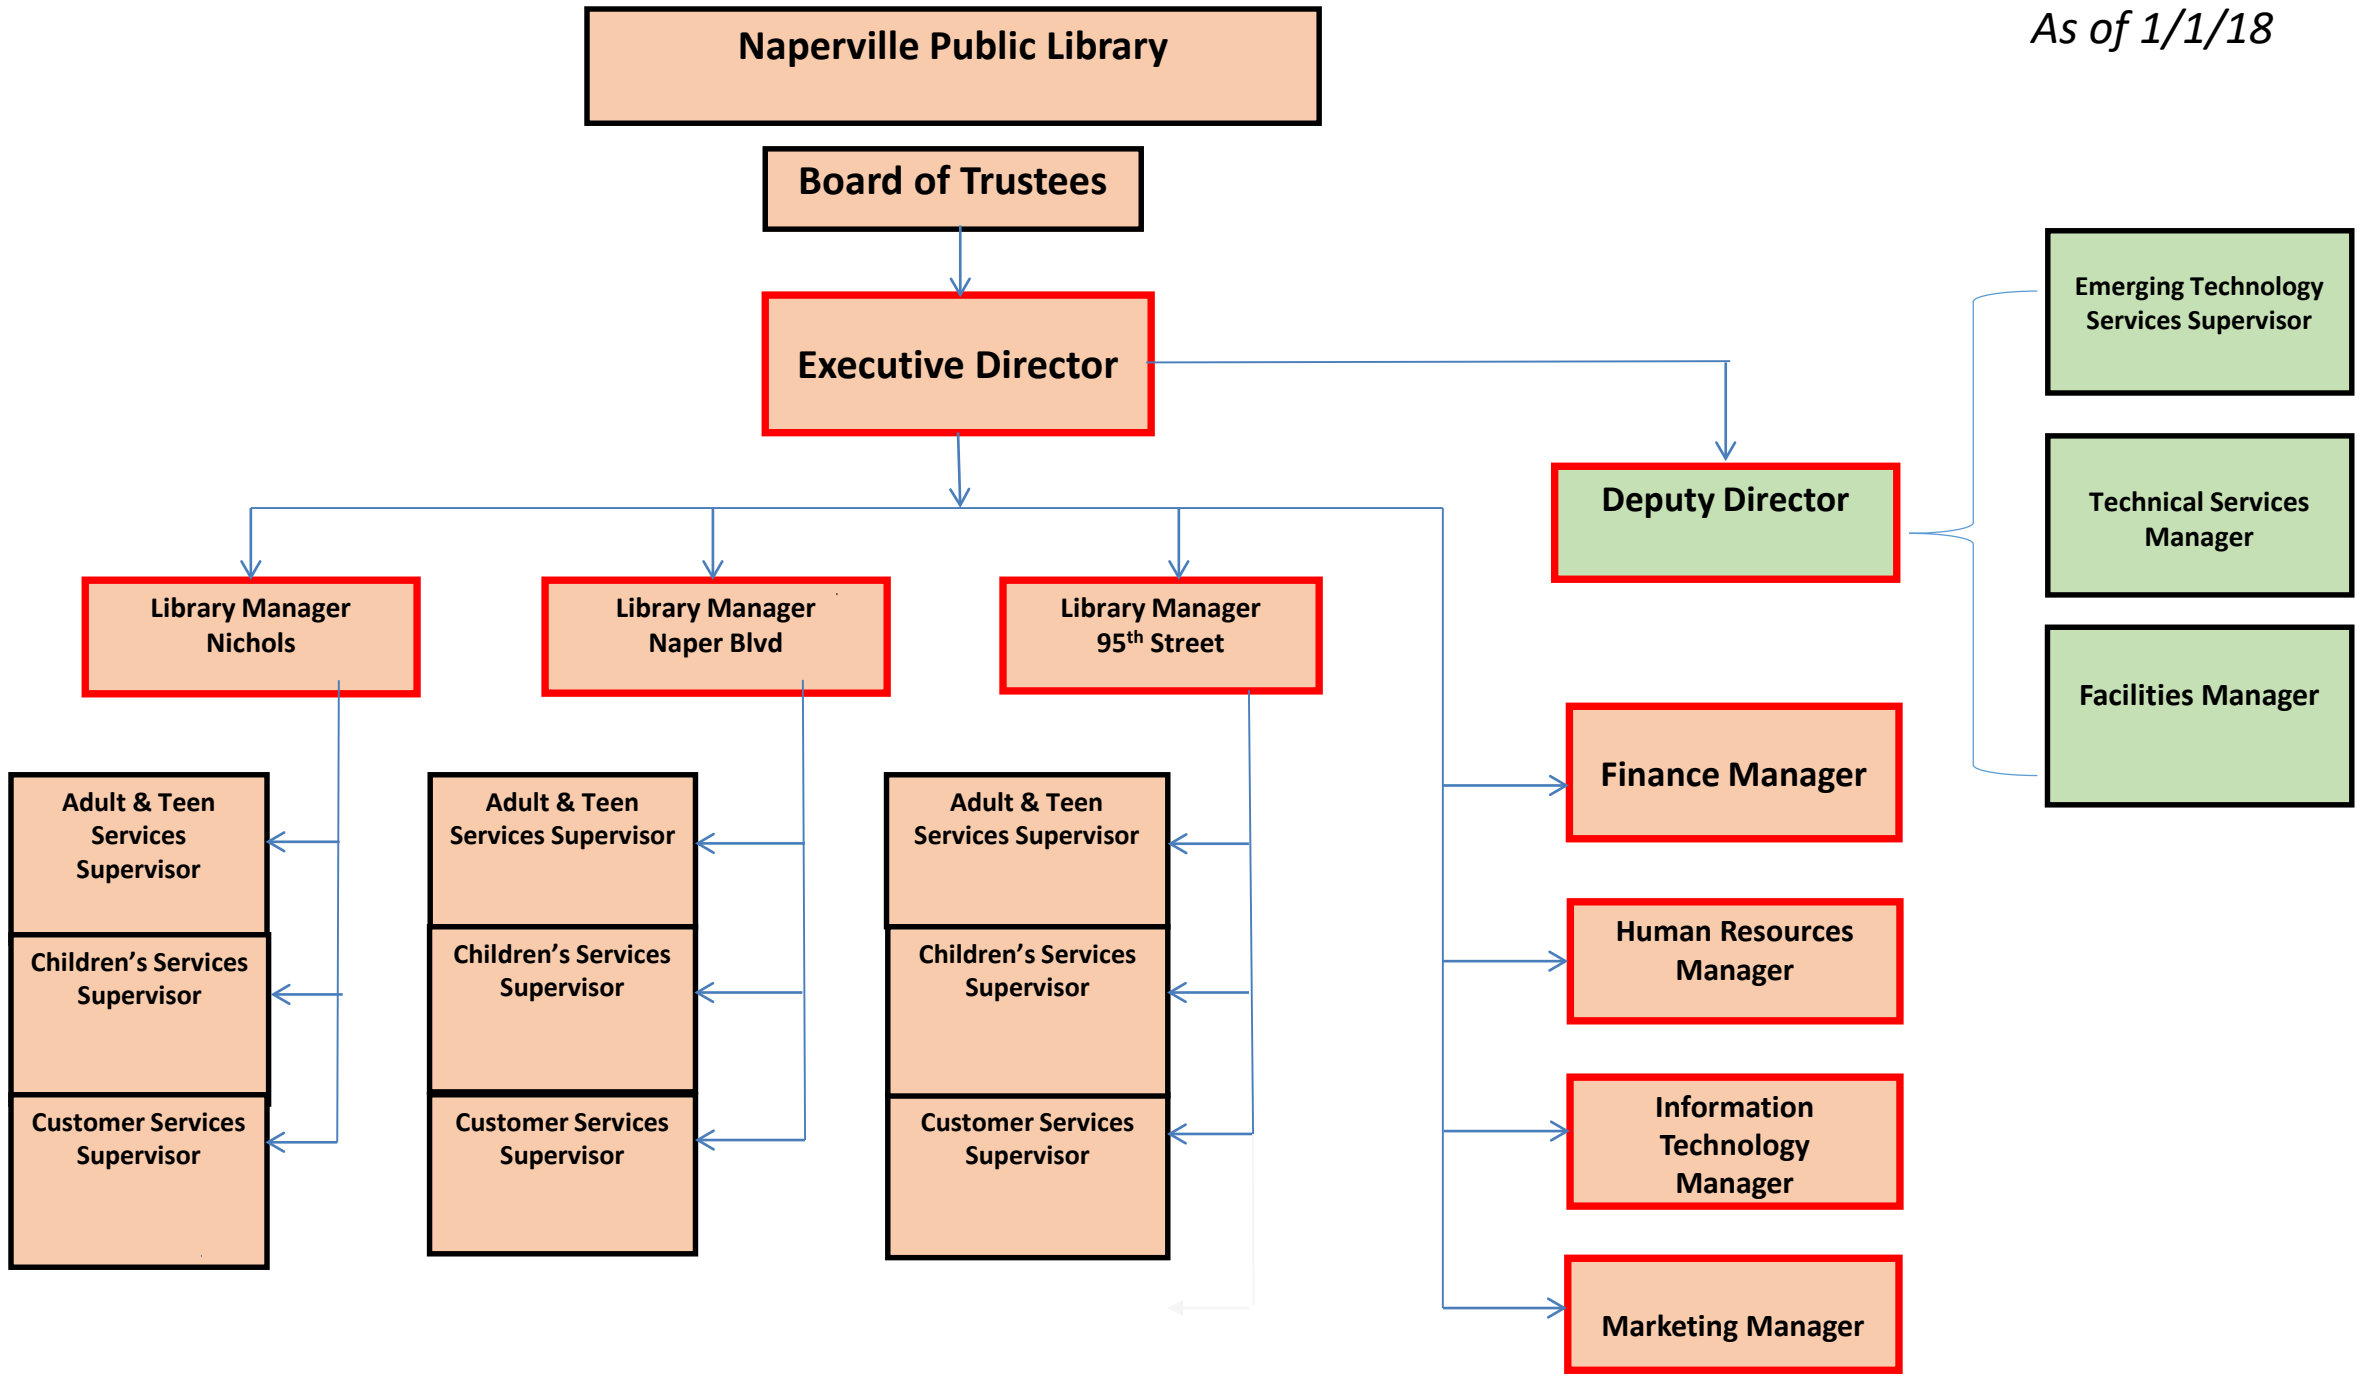 Naperville Public Library
As of 1/1/18
Board of Trustees
Executive Director
Emerging Technology
Services Supervisor
Deputy Director
Technical Services
Manager
Facilities Manager
Library Manager
Nichols
Library Manager
Naper Blvd
Library Manager
95th Street
Adult & Teen
Services
Supervisor
Children’s Services
Supervisor
Customer Services
Supervisor
Adult & Teen
Services Supervisor
Children’s Services
Supervisor
Customer Services
Supervisor
Adult & Teen
Services Supervisor
Children’s Services
Supervisor
Customer Services
Supervisor
Finance Manager
Human Resources
Manager
Information
Technology
Manager
Marketing Manager